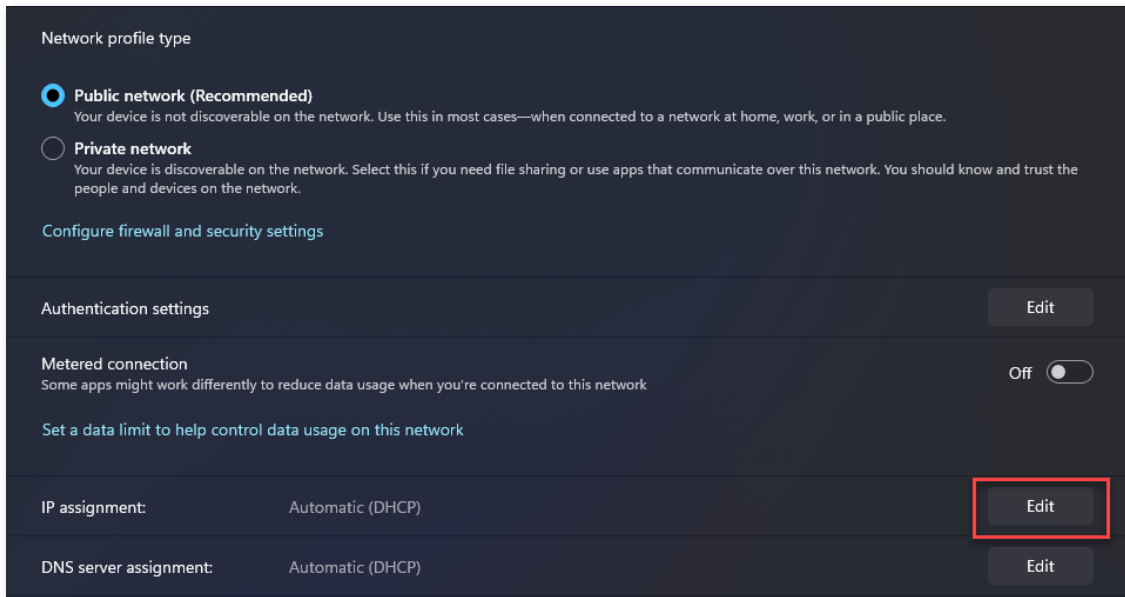 Network profile type
Public network (Recommended)
Your device is not discoverable on the network. Use this in most cases—when connected to a network at home, work, or in a public place.
Private network
Your device is discoverable on the network. Select this if you need file sharing or use apps that communicate over this network. You should know and trust the
people and devices on the network.
Configure firewall and security settings
Authentication settings
Edit
Metered connection
Some apps might work differently to reduce data usage when you're connected to this network
Off
Set a data limit to help control data usage on this network
IP assignment:
Automatic (DHCP)
Edit
DNS server assignment:
Automatic (DHCP)
Edit